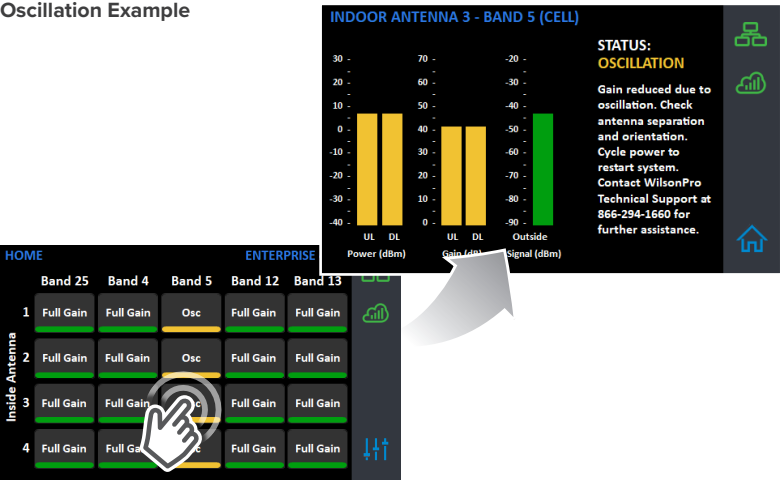 Oscillation Example
INDOOR ANTENNA 3 - BAND 5 (CELL)
30 -
20 -
10 -
0 -
-10 -
-20 -
-30 -
-40 -
UL DL
Power (dBm)
70 -
60 -
50 -
40 -
30 -
20 -
10 -
0 -
UL DL
Gain (dB)
-20 -
-30 -
-40 -
-50 -
-60 -
-70 -
-80 -
-90 -
Outside
Signal (dBm)
STATUS:
OSCILLATION
Gain reduced due to
oscillation. Check
antenna separation
and orientation.
Cycle power to
restart system.
Contact WilsonPro
Technical Support at
866-294-1660 for
further assistance.
HOME ENTERPRISE
Band 25 Band 4 Band 5 Band 12 Band 13
Inside Antenna
1 Full Gain Full Gain Osc Full Gain Full Gain
2 Full Gain Full Gain Osc Full Gain Full Gain
3 Full Gain Full Gain Full Gain Full Gain
4 Full Gain Full Full Gain Full Gain